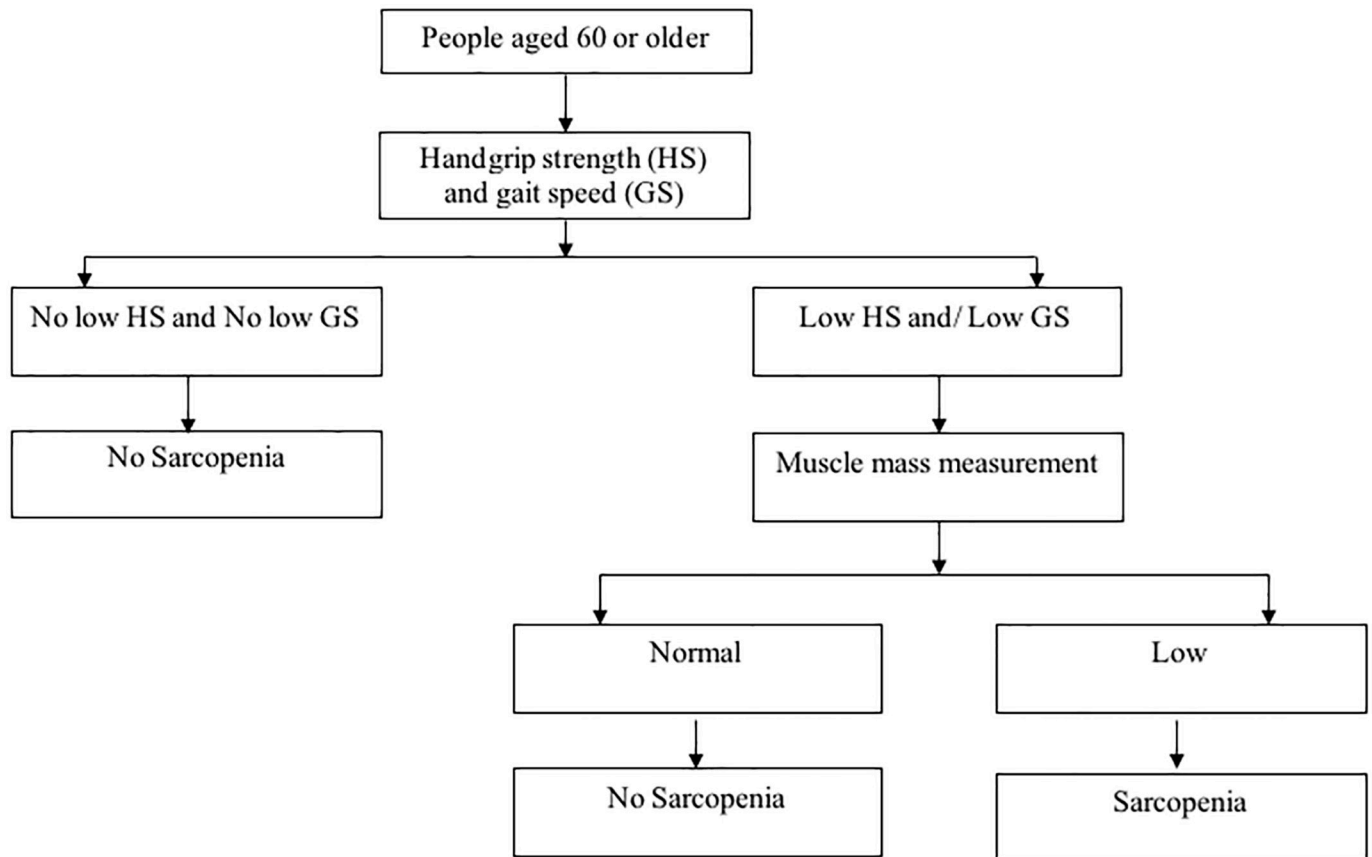 People aged 60 or older
Handgrip strength (HS)
and gait speed (GS)
No low HS and No low GS
Low HS and/ Low GS
No Sarcopenia
Muscle mass measurement
Normal
Low
No Sarcopenia
Sarcopenia